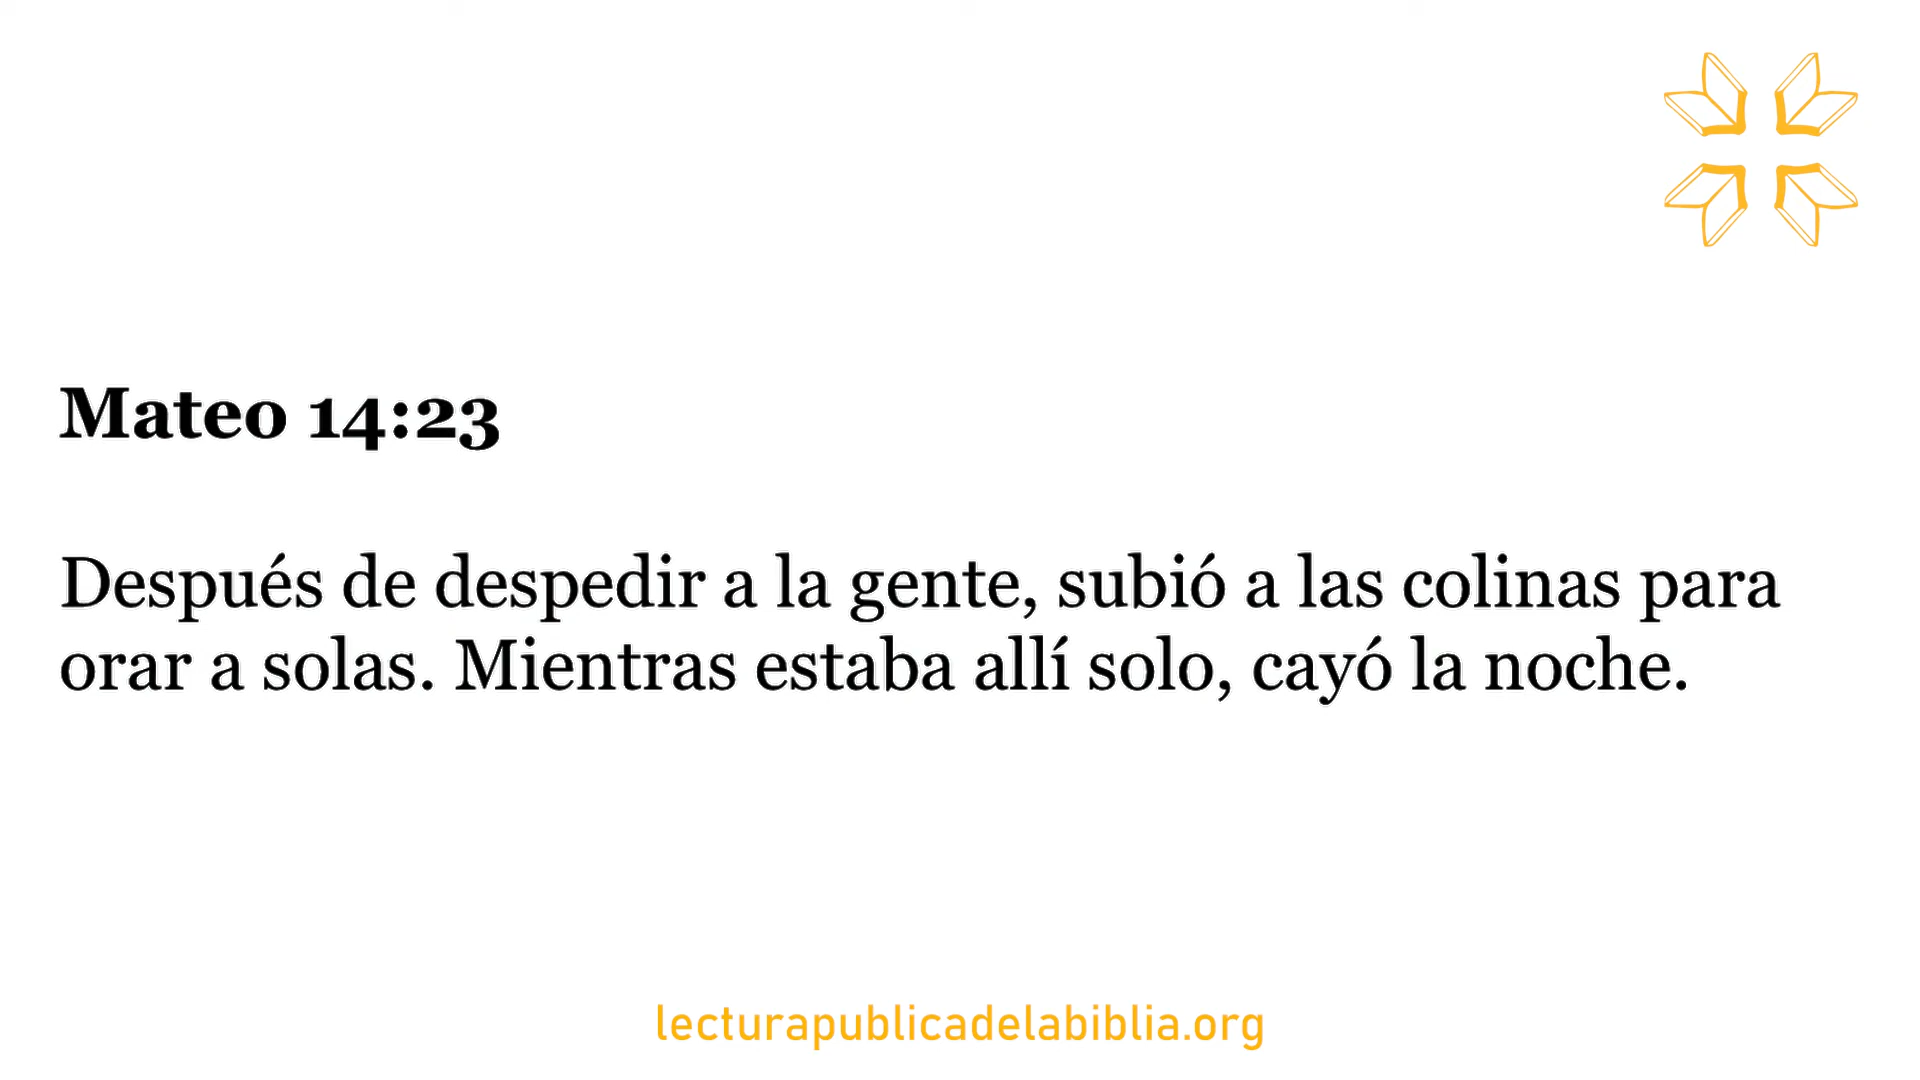 Mateo 14:23
Después de despedir a la gente, subió a las colinas para
orar a solas. Mientras estaba allí solo, cayó la noche.
lecturapublicadelabiblia.org